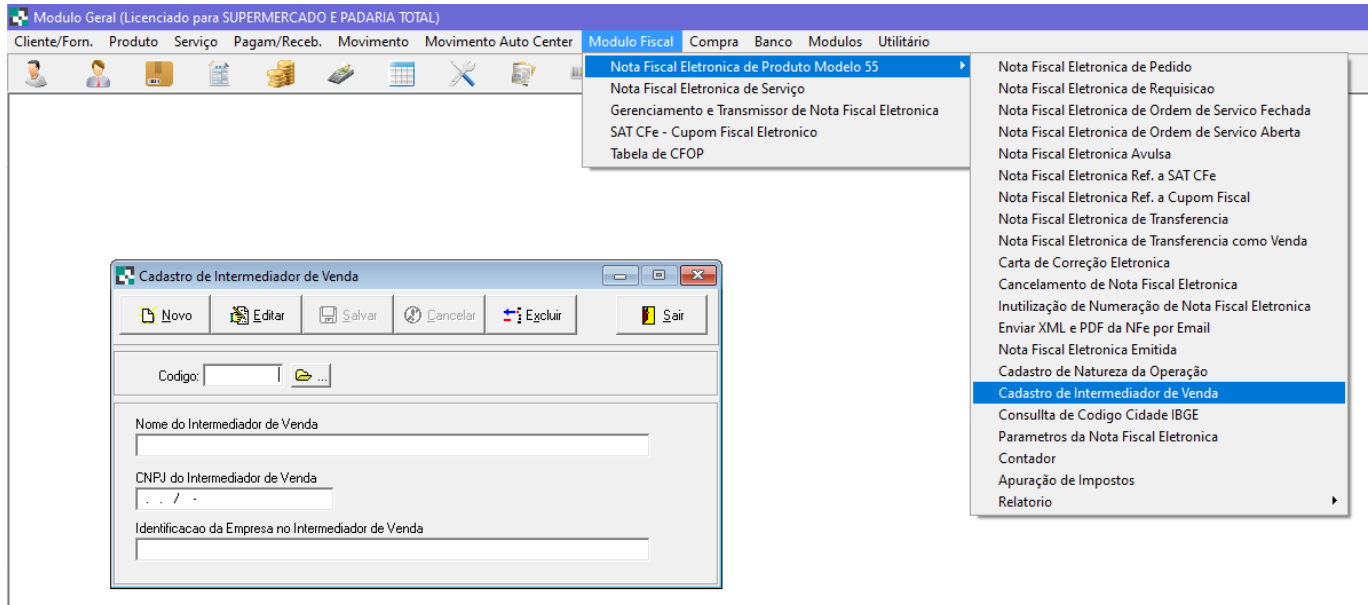 Modulo Geral (Licenciado para SUPERMERCADO E PADARIA TOTAL)
Cliente/Forn. Produto Serviço Pagam/Receb. Movimento Movimento Auto Center Modulo Fiscal Compra Banco Modulos Utilitário
Nota Fiscal Eletronica de Produto Modelo 55
Nota Fiscal Eletronica de Serviço
Gerenciamento e Transmissor de Nota Fiscal Eletronica
SAT CFe - Cupom Fiscal Eletronico
Tabela de CFOP
Nota Fiscal Eletronica de Pedido
Nota Fiscal Eletronica de Requisicao
Nota Fiscal Eletronica de Ordem de Servico Fechada
Nota Fiscal Eletronica de Ordem de Servico Aberta
Nota Fiscal Eletronica Avulsa
Nota Fiscal Eletronica Ref. a SAT CFe
Nota Fiscal Eletronica Ref. a Cupom Fiscal
Nota Fiscal Eletronica de Transferencia
Nota Fiscal Eletronica de Transferencia como Venda
Carta de Correção Eletronica
Cancelamento de Nota Fiscal Eletronica
Inutilização de Numeração de Nota Fiscal Eletronica
Enviar XML e PDF da NFe por Email
Nota Fiscal Eletronica Emitida
Cadastro de Natureza da Operação
Cadastro de Intermediador de Venda
Consullta de Codigo Cidade IBGE
Parametros da Nota Fiscal Eletronica
Contador
Apuração de Impostos
Relatorio
Cadastro de Intermediador de Venda
Novo Editar Salvar Cancelar Excluir Sair
Codigo: ...
Nome do Intermediador de Venda
CNPJ do Intermediador de Venda
. . / -
Identificacao da Empresa no Intermediador de Venda